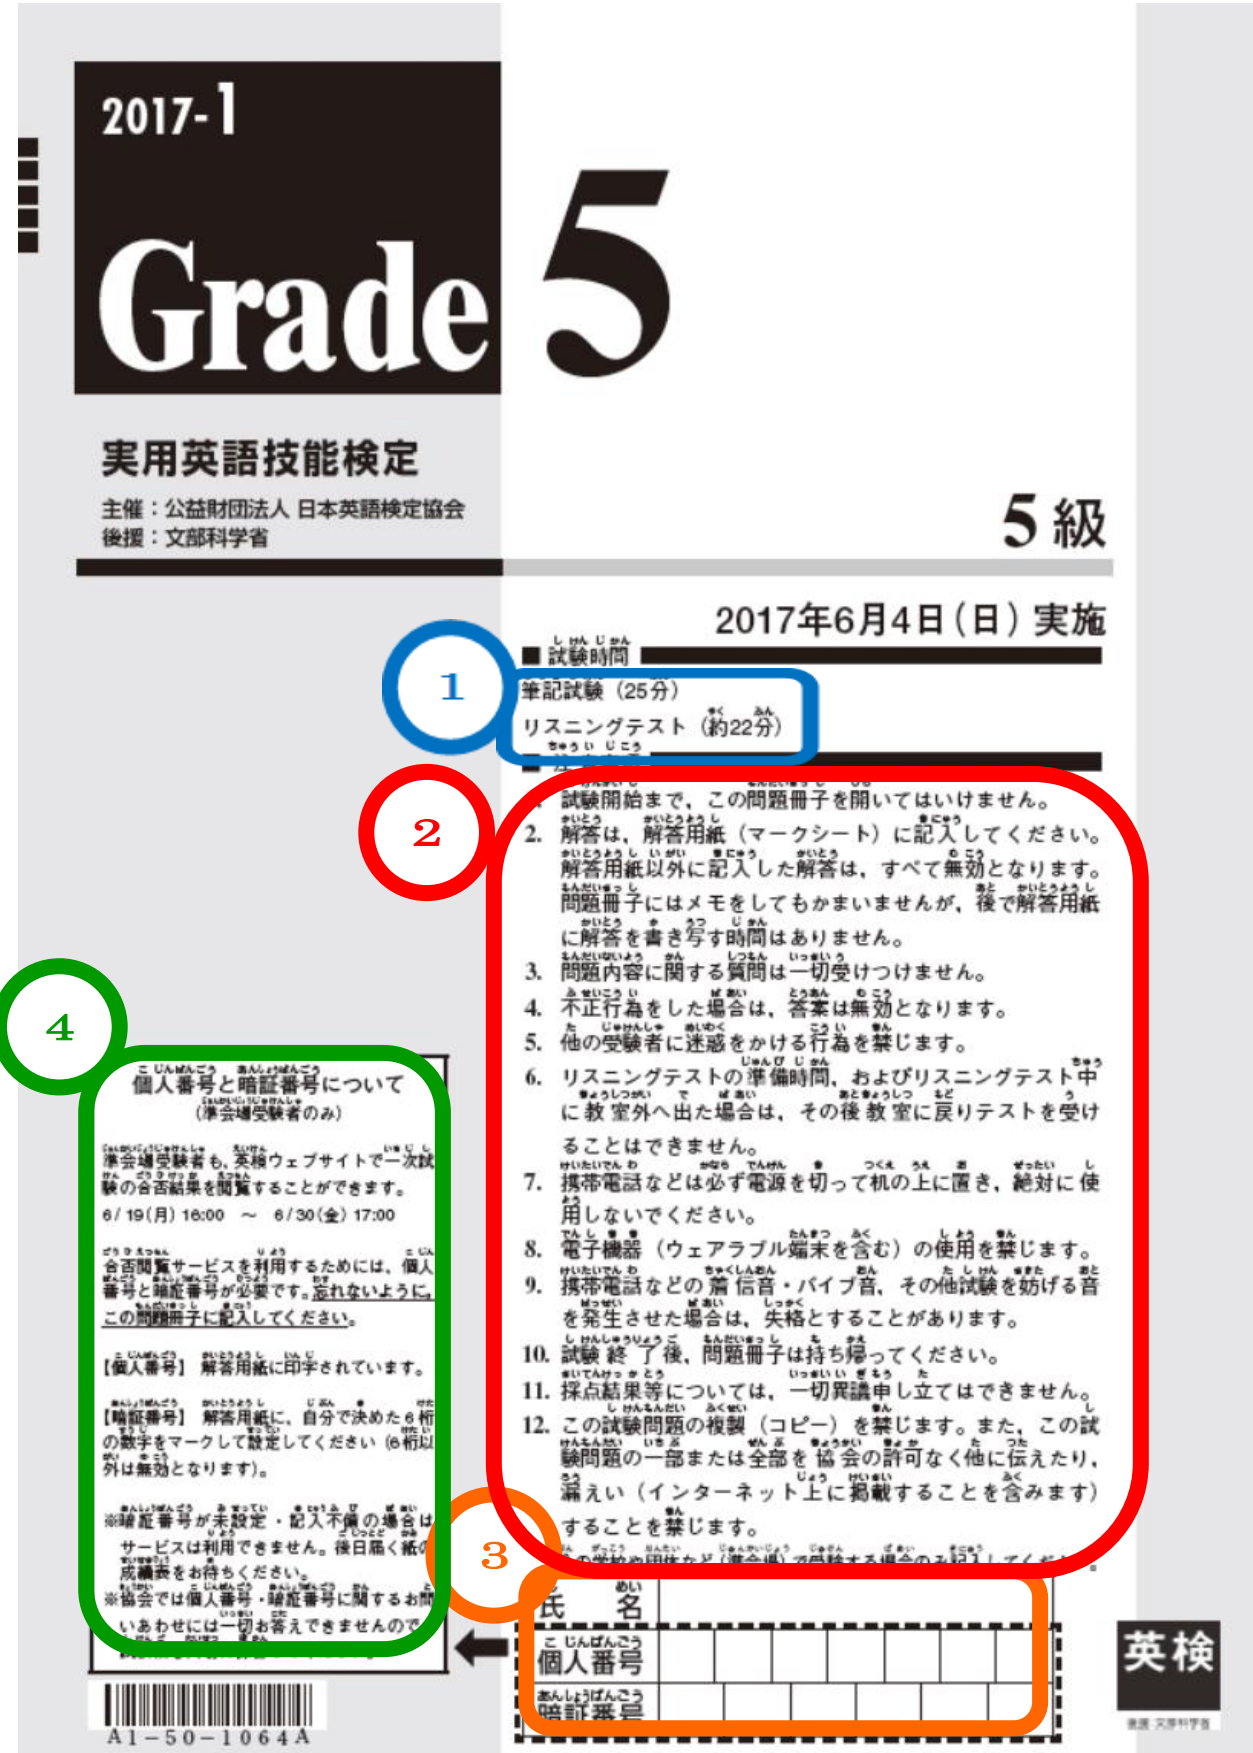 2017-1
Grade 5
実用英語技能検定
主催：公益財団法人 日本英語検定協会
後援：文部科学省
5級
2017年6月4日（日）実施
■ 試験時間
1
筆記試験（25分）
リスニングテスト（約22分）
2
試験開始まで，この問題冊子を開いてはいけません。
2. 解答は，解答用紙（マークシート）に記入してください。
解答用紙以外に記入した解答は，すべて無効となります。
問題冊子にはメモをしてもかまいませんが，後で解答用紙
に解答を書き写す時間はありません。
3. 問題内容に関する質問は一切受けつけません。
4. 不正行為をした場合は，答案は無効となります。
5. 他の受験者に迷惑をかける行為を禁じます。
6. リスニングテストの準備時間，およびリスニングテスト中
に教室外へ出た場合は，その後教室に戻りテストを受け
ることはできません。
7. 携帯電話などは必ず電源を切って机の上に置き，絶対に使
用しないでください。
8. 電子機器（ウェアラブル端末を含む）の使用を禁じます。
9. 携帯電話などの着信音・バイブ音，その他試験を妨げる音
を発生させた場合は，失格とすることがあります。
10. 試験終了後，問題冊子は持ち帰ってください。
11. 採点結果等については，一切異議申し立てはできません。
12. この試験問題の複製（コピー）を禁じます。また，この試
験問題の一部または全部を協会の許可なく他に伝えたり，
漏えい（インターネット上に掲載することを含みます）
することを禁じます。
3
の学校や団体など（準会場）で受験する場合のみ記入してください。
氏名
個人番号
暗証番号
4
個人番号と暗証番号について
（準会場受験者のみ）
準会場受験者も，英検ウェブサイトで一次試
験の合否結果を閲覧することができます。
6/19(月) 16:00 ～ 6/30(金) 17:00
合否閲覧サービスを利用するためには，個人
番号と暗証番号が必要です。忘れないように，
この問題冊子に記入してください。
【個人番号】 解答用紙に印字されています。
【暗証番号】 解答用紙に，自分で決めた6桁
の数字をマークして設定してください（6桁以
外は無効となります）。
※暗証番号が未設定・記入不備の場合は
サービスは利用できません。後日届く紙の
成績表をお待ちください。
※協会では個人番号・暗証番号に関するお問
いあわせには一切お答えできませんので
A1-50-1064A
英検
後援 文部科学省